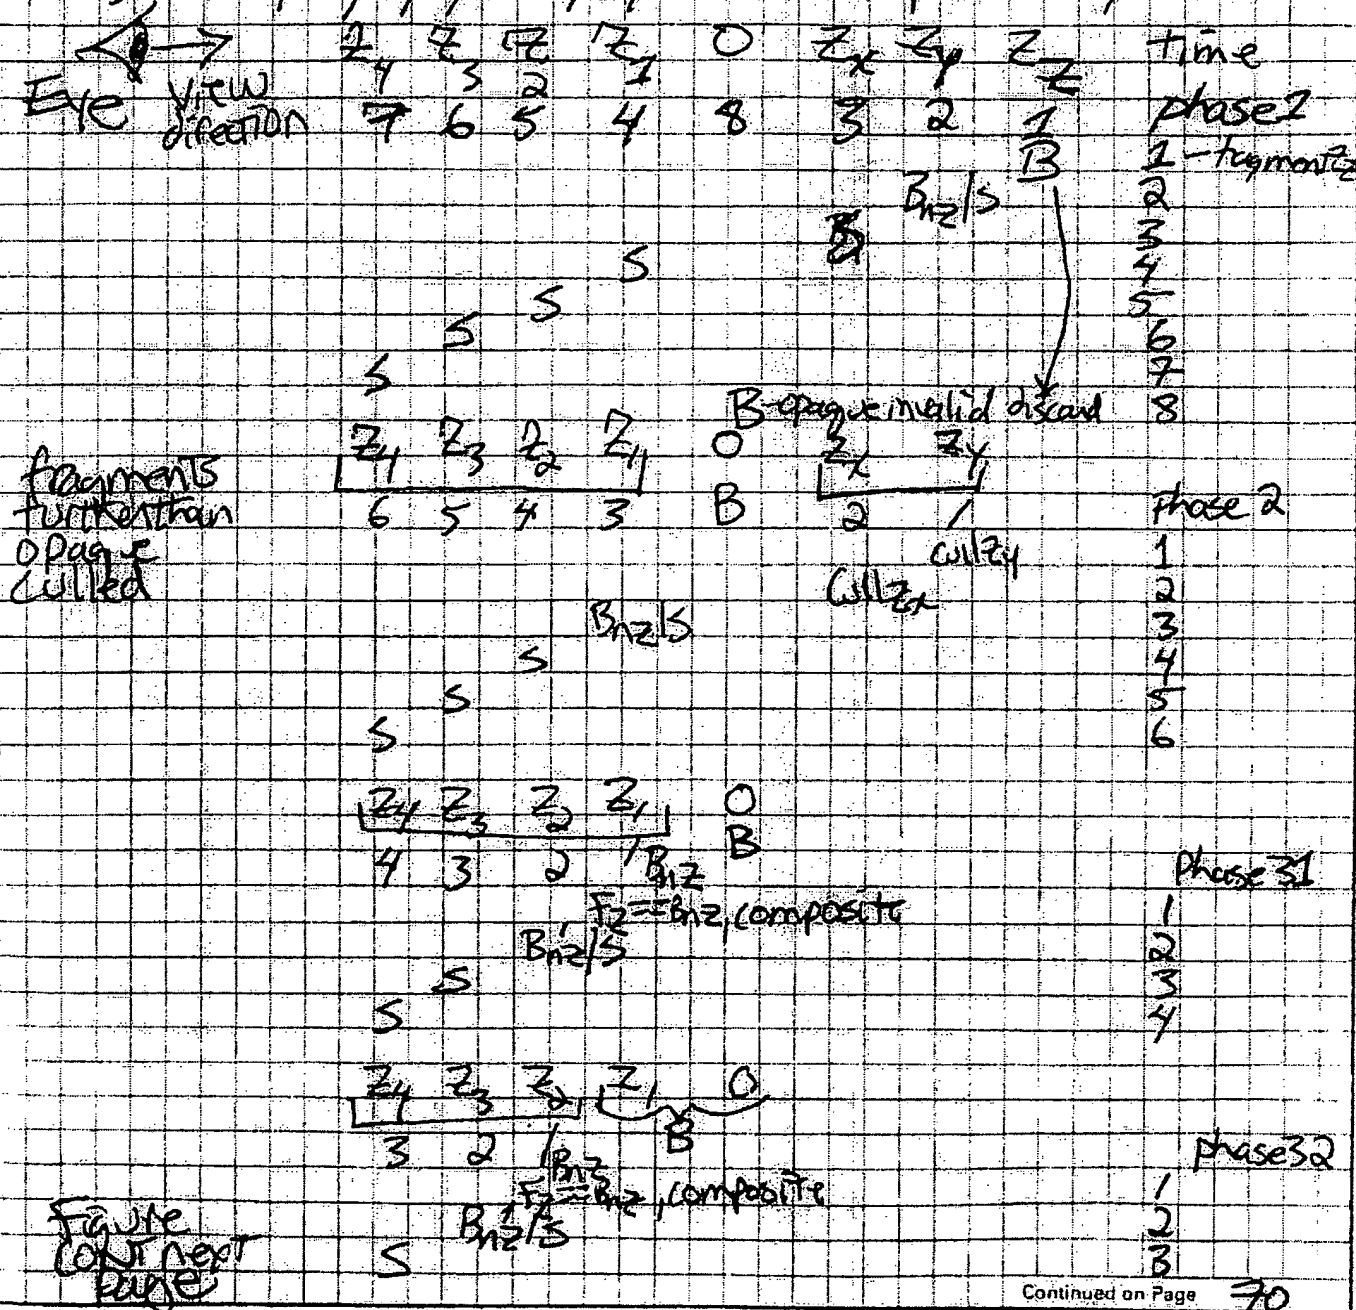 Z4 Z3 Z2 Z1 O Zx Zy Zz Time
Eye view direction 7 6 5 4 8 3 2 1 phase 1
B 1 - fragment Zz
Bnz/S 2
3
S 4
S 5
S 6
S 7
B-opaque invalid discard 8
Z4 Z3 Z2 Z1 O Zx Zy
fragments
further than 6 5 4 3 B 2 1 phase 2
opaque cull Zy 1
culled cull Zx 2
Bnz/S 3
S 4
S 5
S 6
Z4 Z3 Z2 Z1 O
B
4 3 2 1 Bnz phase 31
Fz==Bnz, composite 1
Bnz/S 2
S 3
S 4
Z4 Z3 Z2 Z1 O
B
3 2 1 Bnz phase 32
Fz==Bnz, composite 1
Figure Bnz/S 2
cont next S 3
page
Continued on Page 70